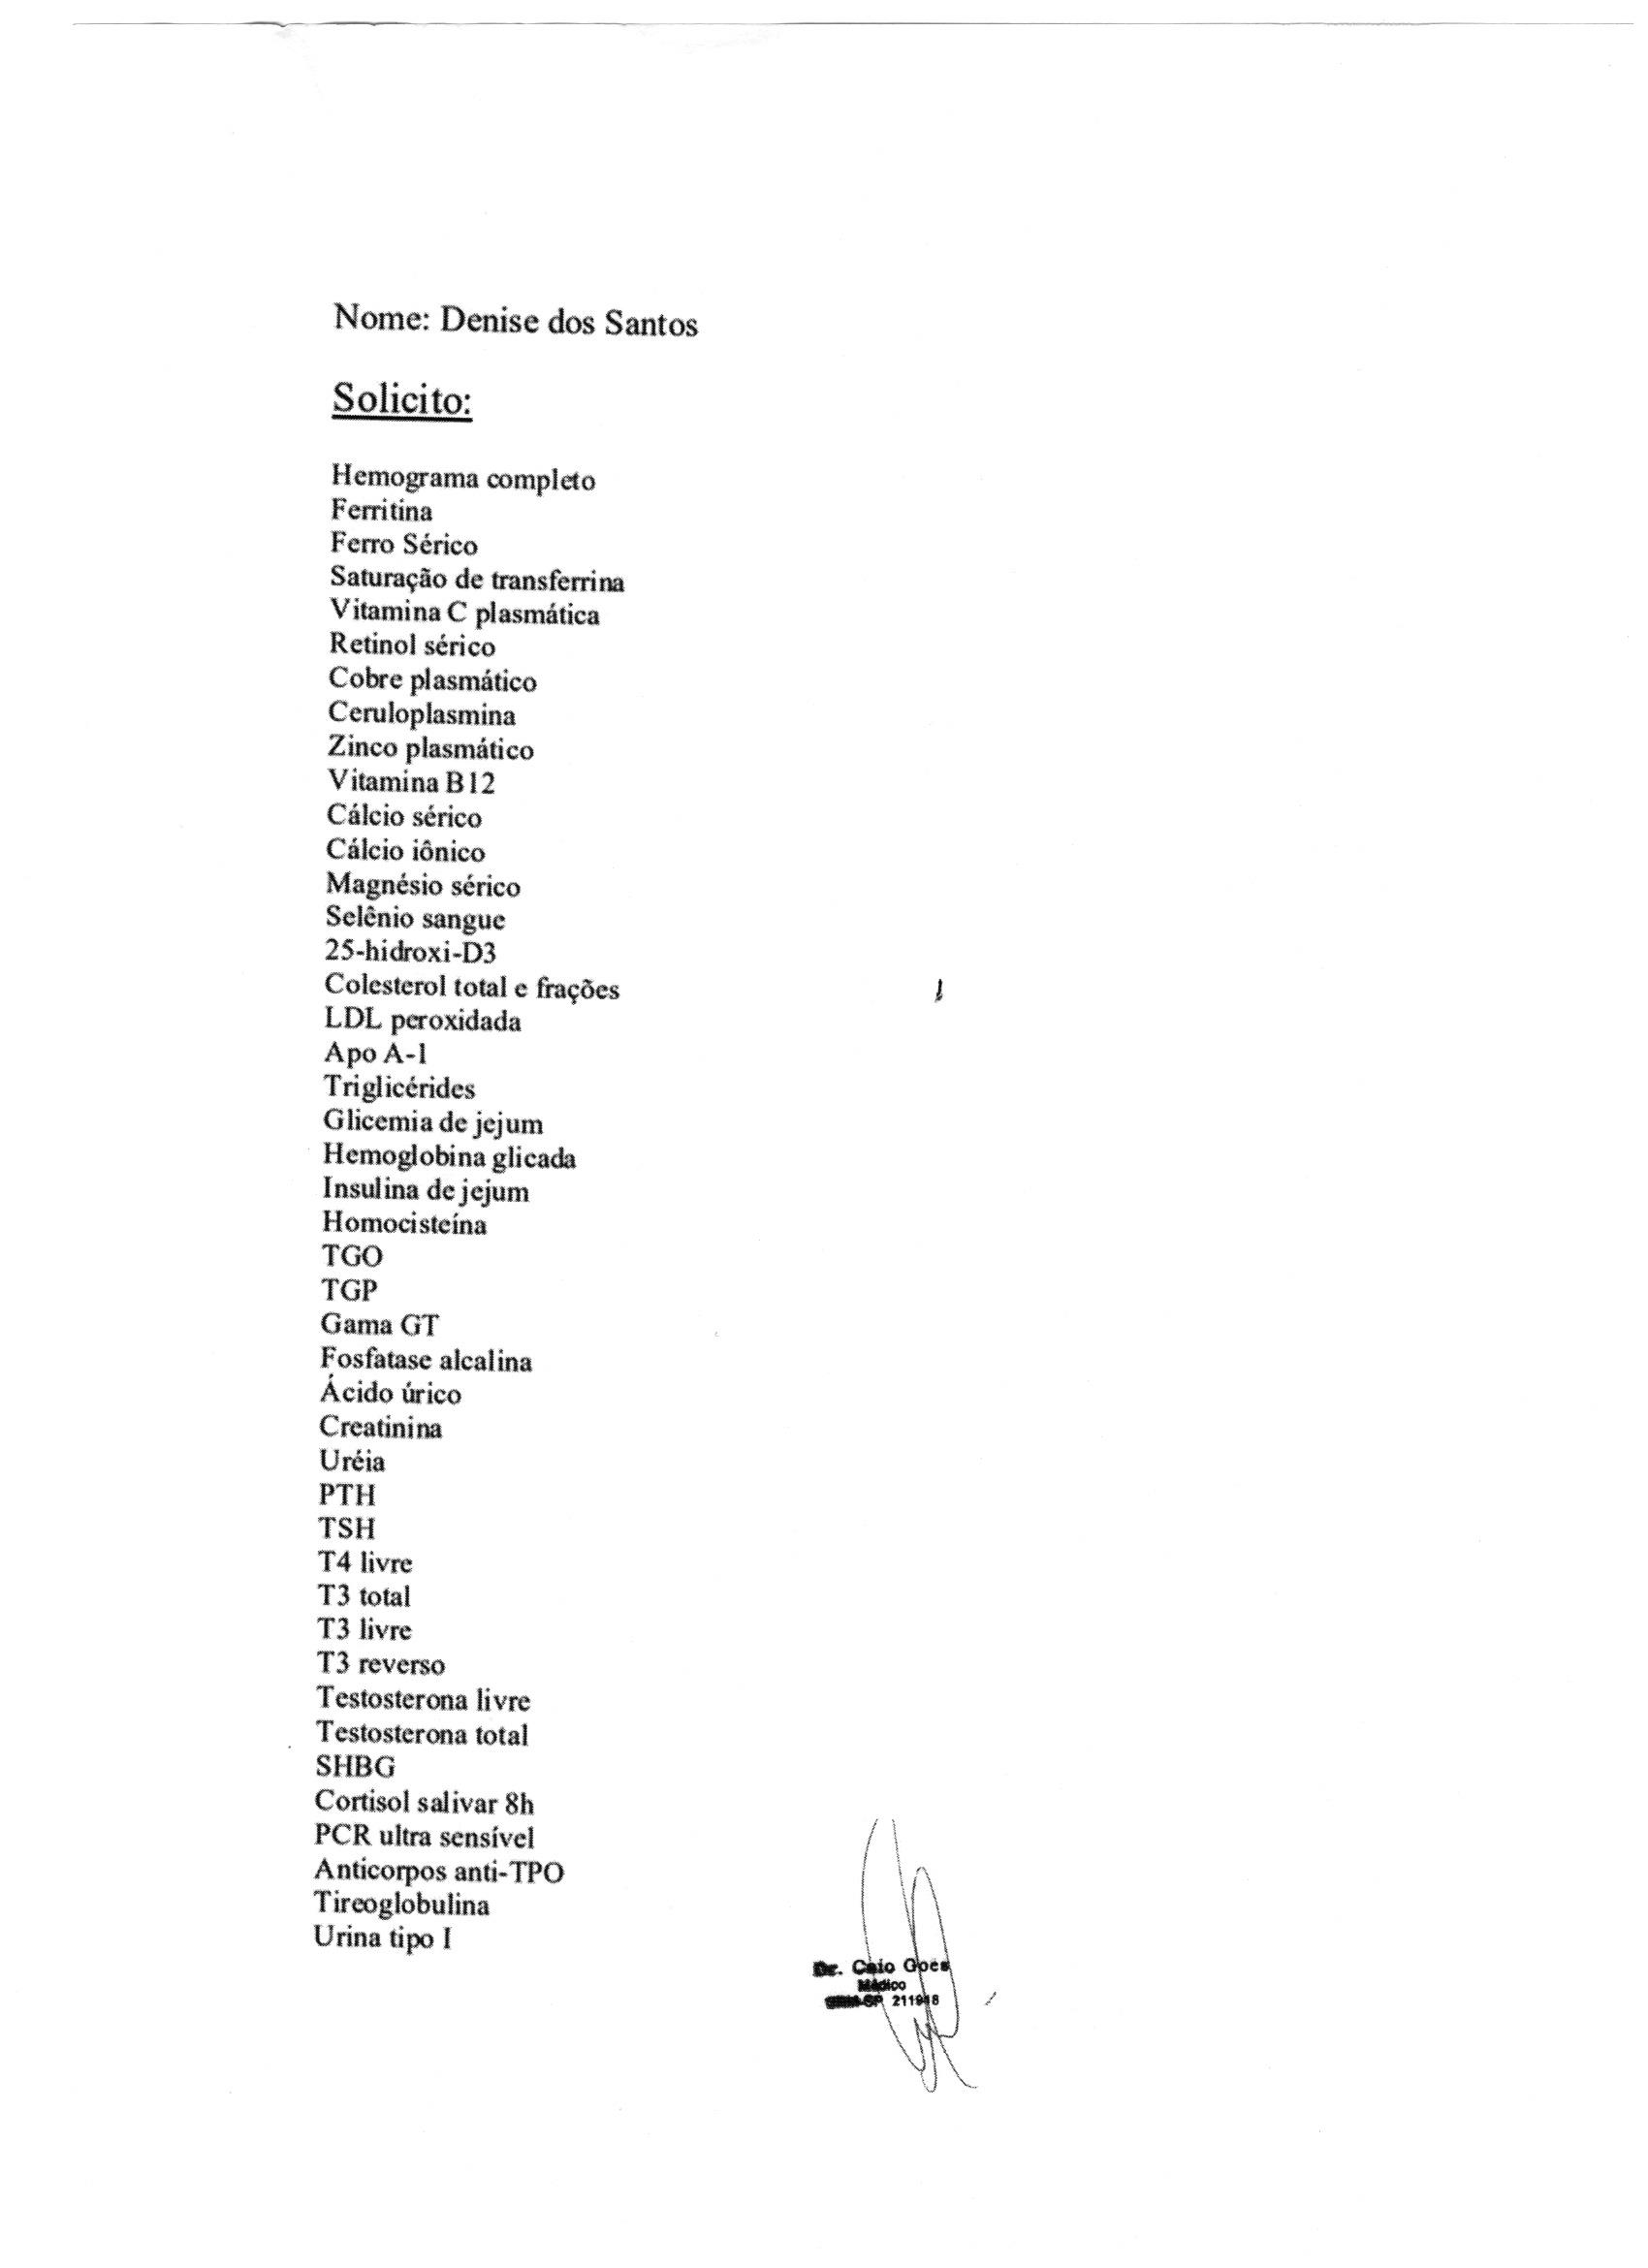 Nome: Denise dos Santos
Solicito:
Hemograma completo
Ferritina
Ferro Sérico
Saturação de transferrina
Vitamina C plasmática
Retinol sérico
Cobre plasmático
Ceruloplasmina
Zinco plasmático
Vitamina B12
Cálcio sérico
Cálcio iônico
Magnésio sérico
Selênio sangue
25-hidroxi-D3
Colesterol total e frações
LDL peroxidada
Apo A-1
Triglicérides
Glicemia de jejum
Hemoglobina glicada
Insulina de jejum
Homocisteína
TGO
TGP
Gama GT
Fosfatase alcalina
Ácido úrico
Creatinina
Uréia
PTH
TSH
T4 livre
T3 total
T3 livre
T3 reverso
Testosterona livre
Testosterona total
SHBG
Cortisol salivar 8h
PCR ultra sensível
Anticorpos anti-TPO
Tireoglobulina
Urina tipo I
Dr. Caio Goes
Médico
211948